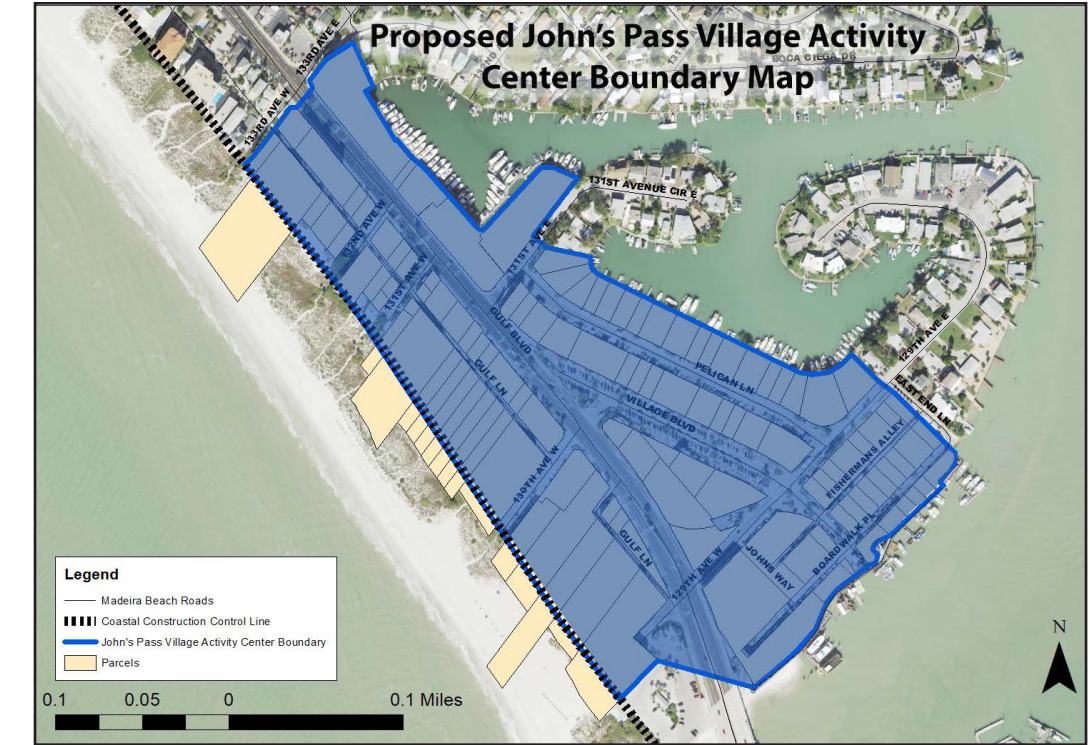 Proposed John's Pass Village Activity
Center Boundary Map
133RD AVE E
133RD AVE W
BOCA CIEGA DR
131ST AVENUE CIR E
132ND AVE W
131ST AVE E
131ST AVE W
GULF BLVD
129TH AVE E
PELICAN LN
GULF LN
EAST END LN
VILLAGE BLVD
FISHERMANS ALLEY
130TH AVE W
BOARDWALK PL
GULF LN
JOHNS WAY
129TH AVE W
Legend
Madeira Beach Roads
Coastal Construction Control Line
John's Pass Village Activity Center Boundary
Parcels
0.1 0.05 0 0.1 Miles
N